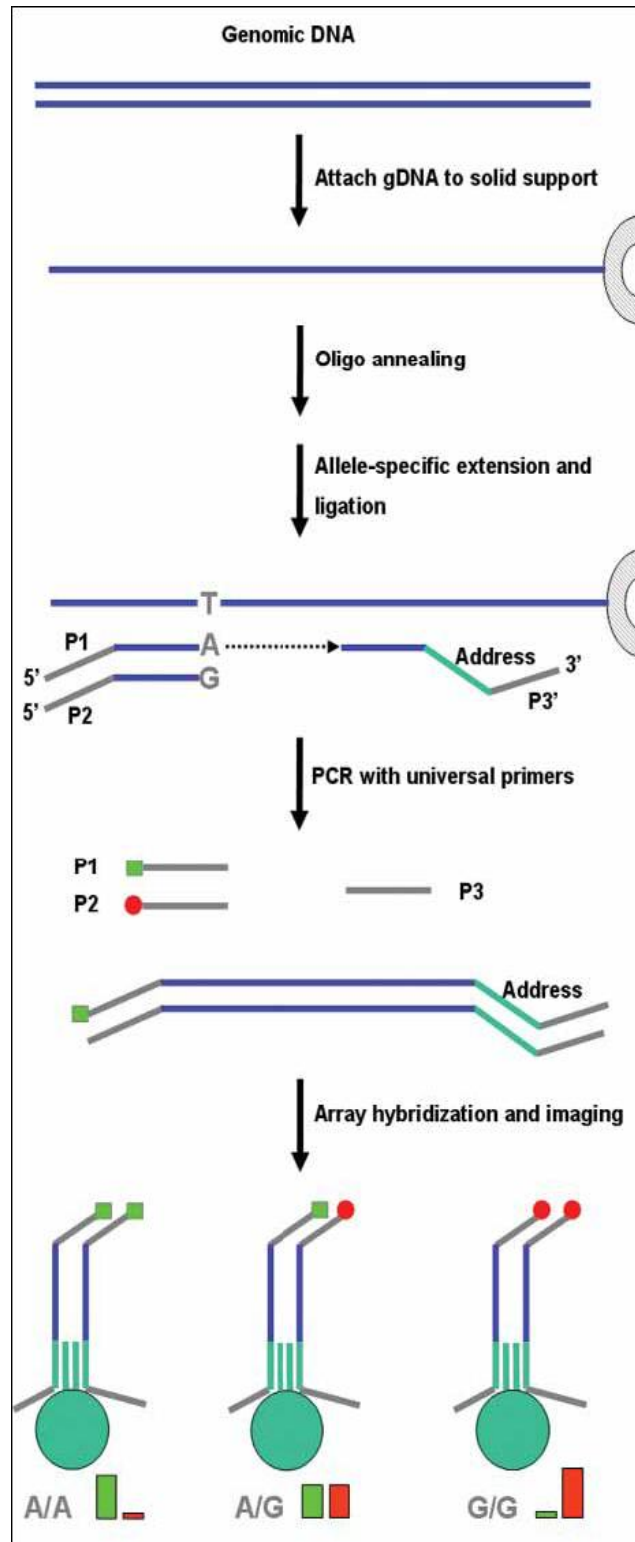 Genomic DNA
Attach gDNA to solid support
Oligo annealing
Allele-specific extension and
ligation
T
P1
A
Address
3'
5'
G
P3'
5'
P2
PCR with universal primers
P1
P2
P3
Address
Array hybridization and imaging
A/A
A/G
G/G